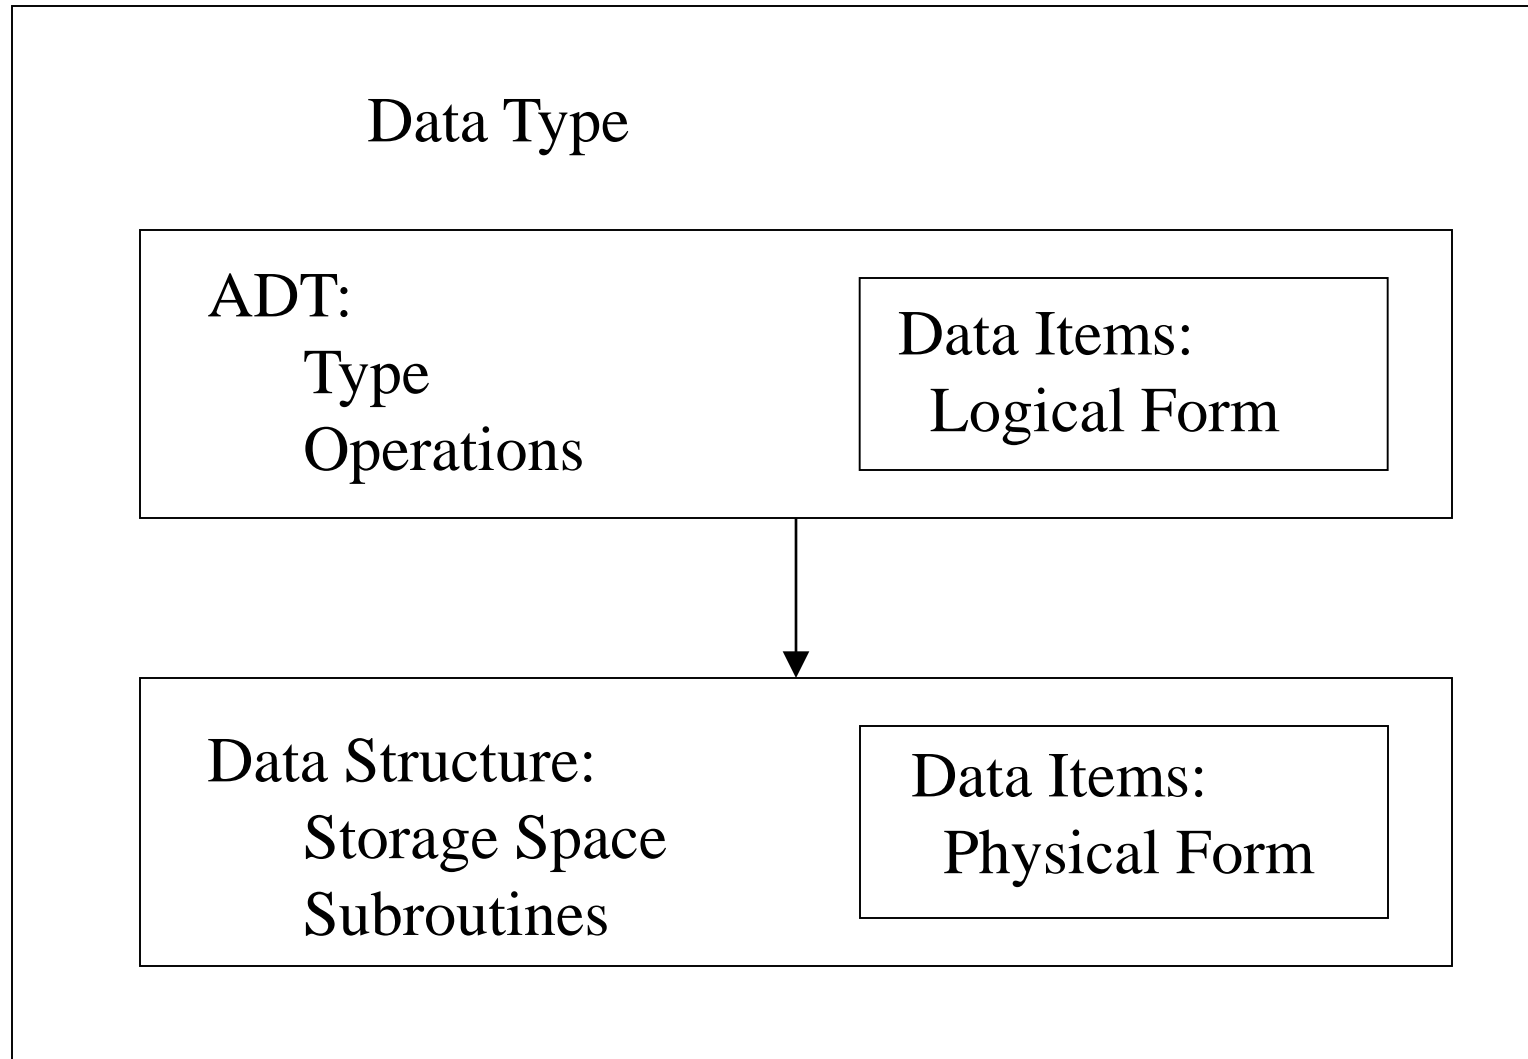 Data Type
ADT:
Type
Operations
Data Items:
Logical Form
Data Structure:
Storage Space
Subroutines
Data Items:
Physical Form